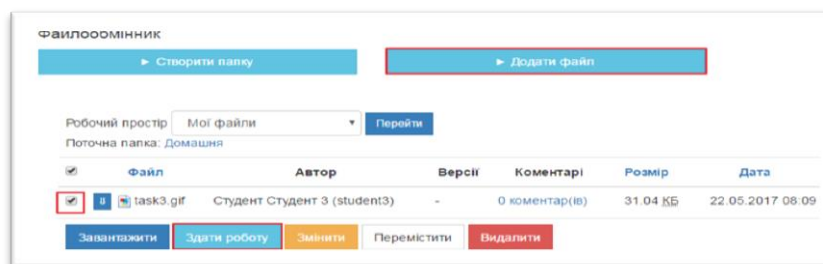 Файлообмінник
► Створити папку ► Додати файл
Робочий простір Мої файли Перейти
Поточна папка: Домашня
Файл Автор Версії Коментарі Розмір Дата
task3.gif Студент Студент 3 (student3) - 0 коментар(ів) 31.04 КБ 22.05.2017 08:09
Завантажити Здати роботу Змінити Перемістити Видалити